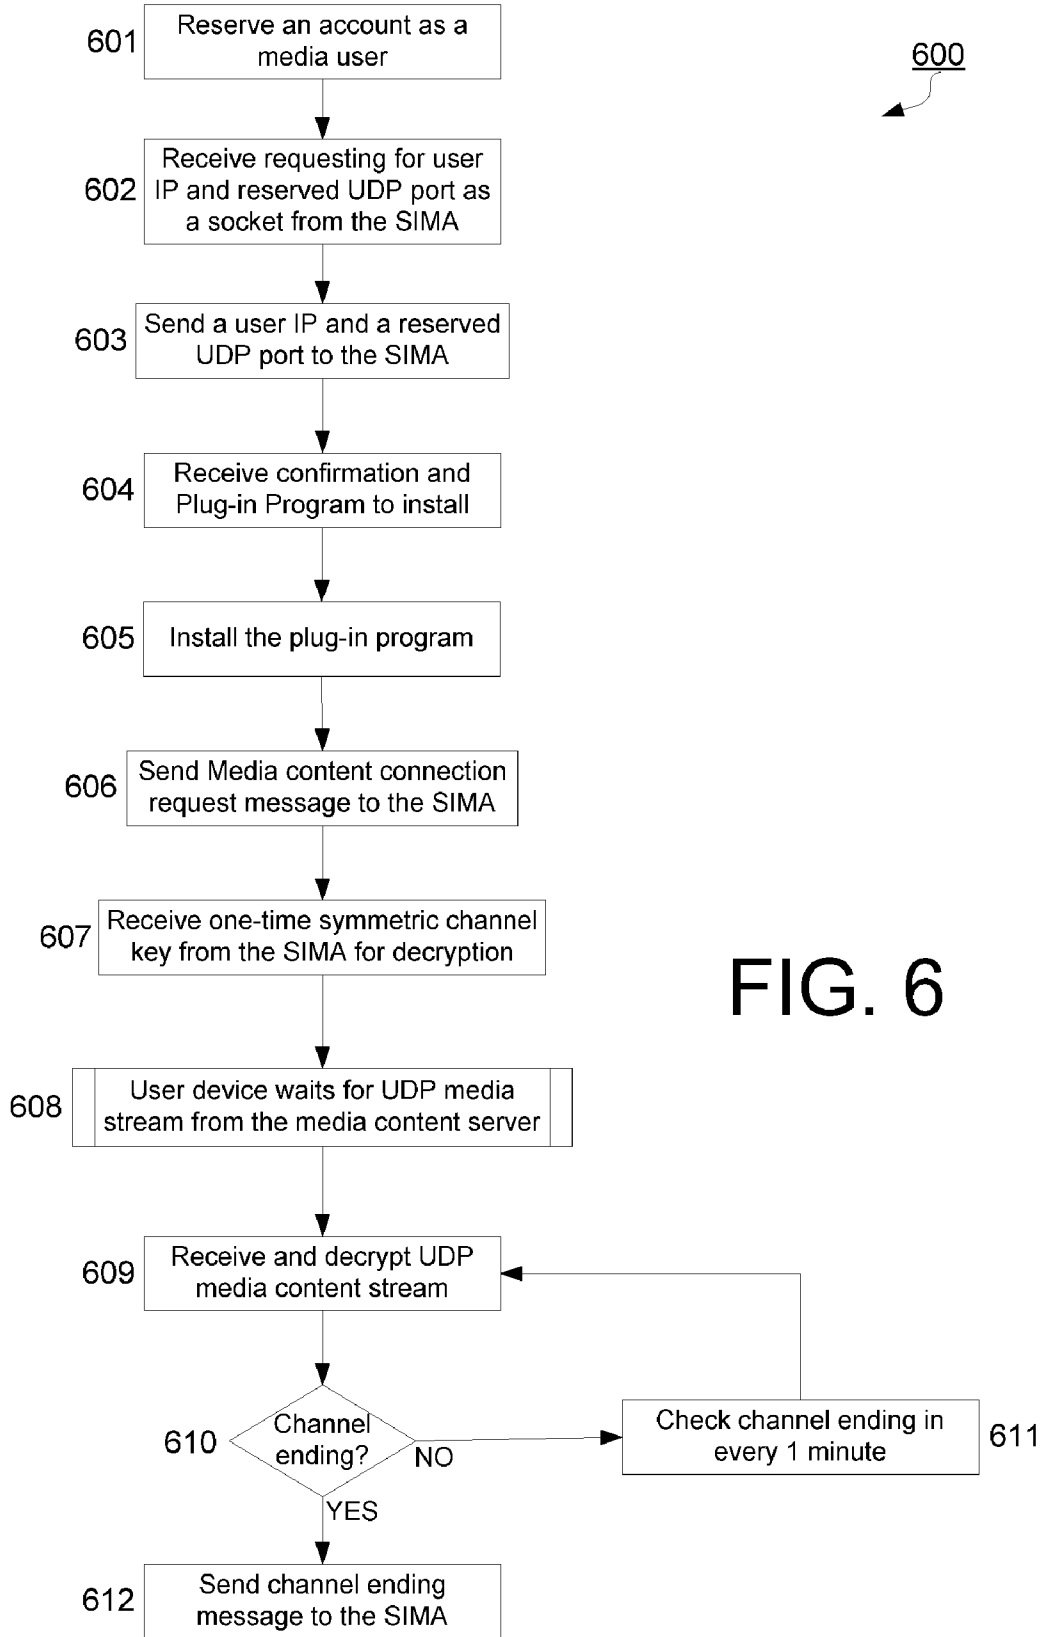 600
601
Reserve an account as a
media user
602
Receive requesting for user
IP and reserved UDP port as
a socket from the SIMA
603
Send a user IP and a reserved
UDP port to the SIMA
604
Receive confirmation and
Plug-in Program to install
605
Install the plug-in program
606
Send Media content connection
request message to the SIMA
607
Receive one-time symmetric channel
key from the SIMA for decryption
FIG. 6
608
User device waits for UDP media
stream from the media content server
609
Receive and decrypt UDP
media content stream
610
Channel
ending?
NO
Check channel ending in
every 1 minute
611
YES
612
Send channel ending
message to the SIMA